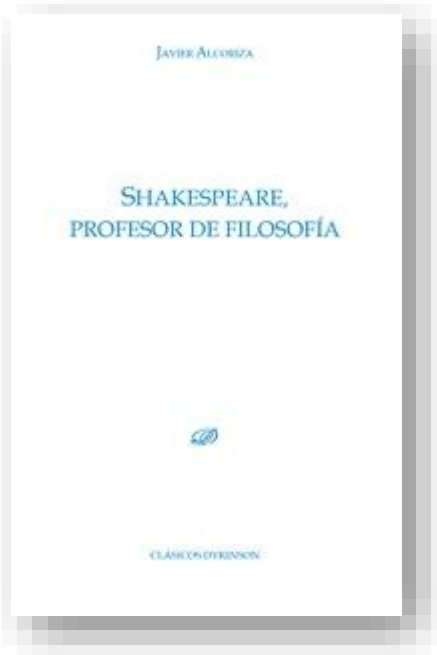 JAVIER ALCORIZA
SHAKESPEARE,
PROFESOR DE FILOSOFÍA
CLÁSICOS DYKINSON